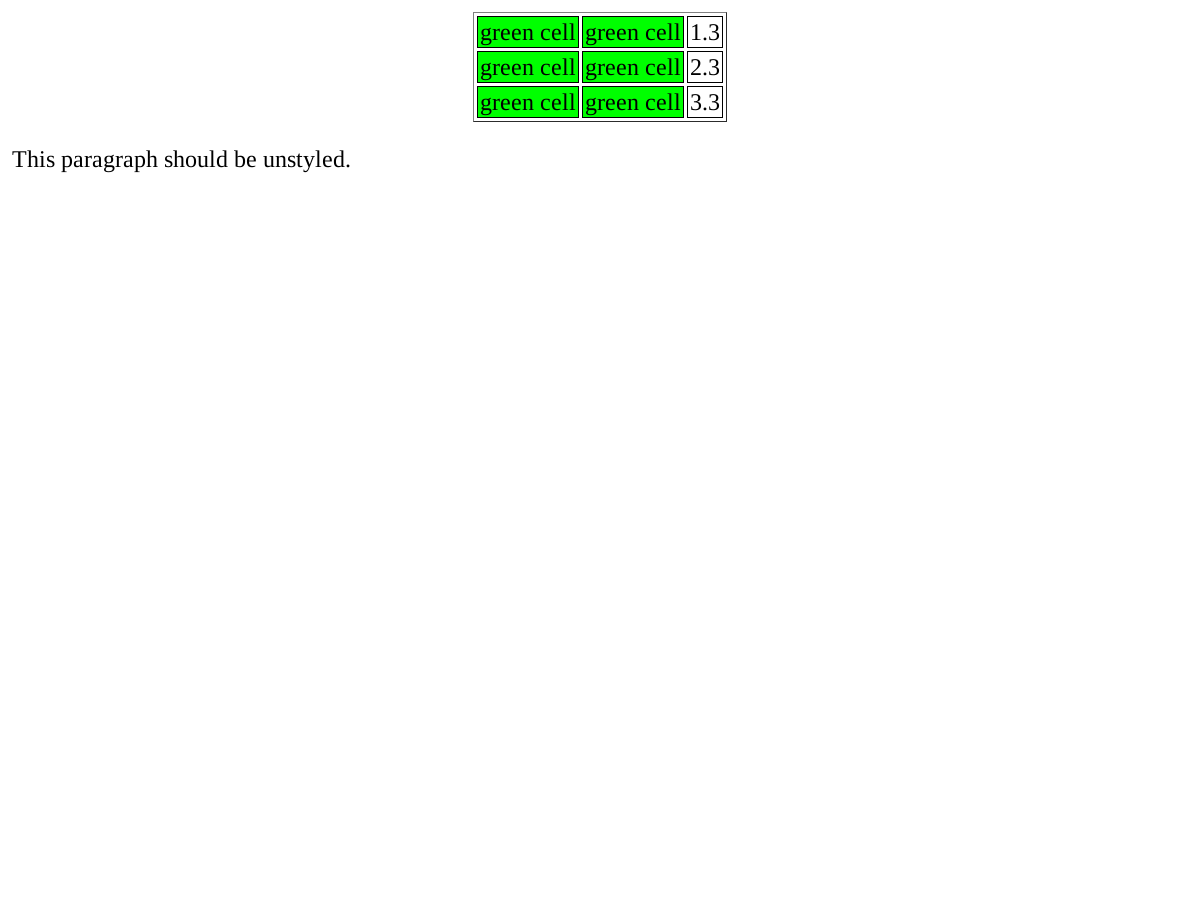 green cell green cell 1.3
green cell green cell 2.3
green cell green cell 3.3
This paragraph should be unstyled.